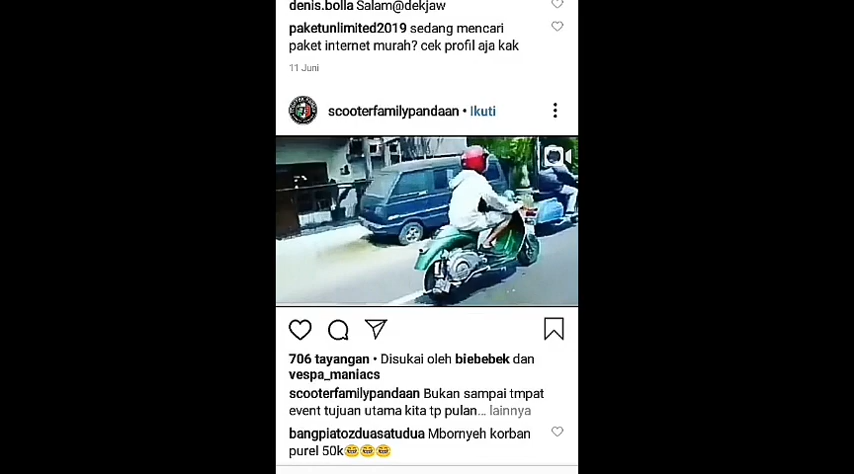 denis.bolla Salam@dekjaw
paketunlimited2019 sedang mencari
paket internet murah? cek profil aja kak
11 Juni
scooterfamilypandaan • Ikuti
706 tayangan • Disukai oleh biebebek dan
vespa_maniacs
scooterfamilypandaan Bukan sampai tmpat
event tujuan utama kita tp pulan... lainnya
bangpiatozduasatudua Mbornyeh korban
purel 50k😂😂😂